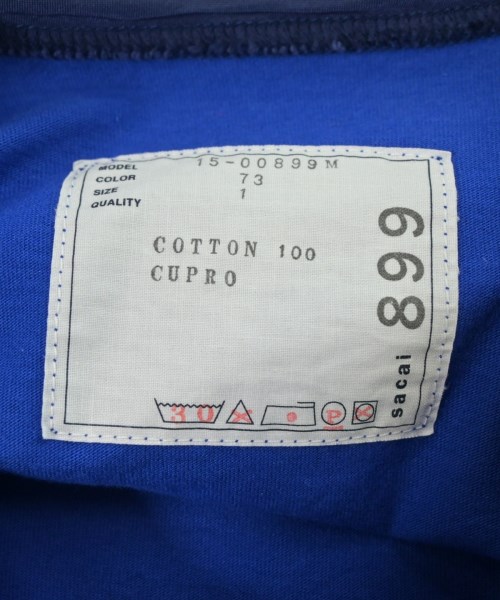 MODEL 15-00899M
COLOR 73
SIZE 1
QUALITY
COTTON 100
CUPRO
30 P
sacai 899